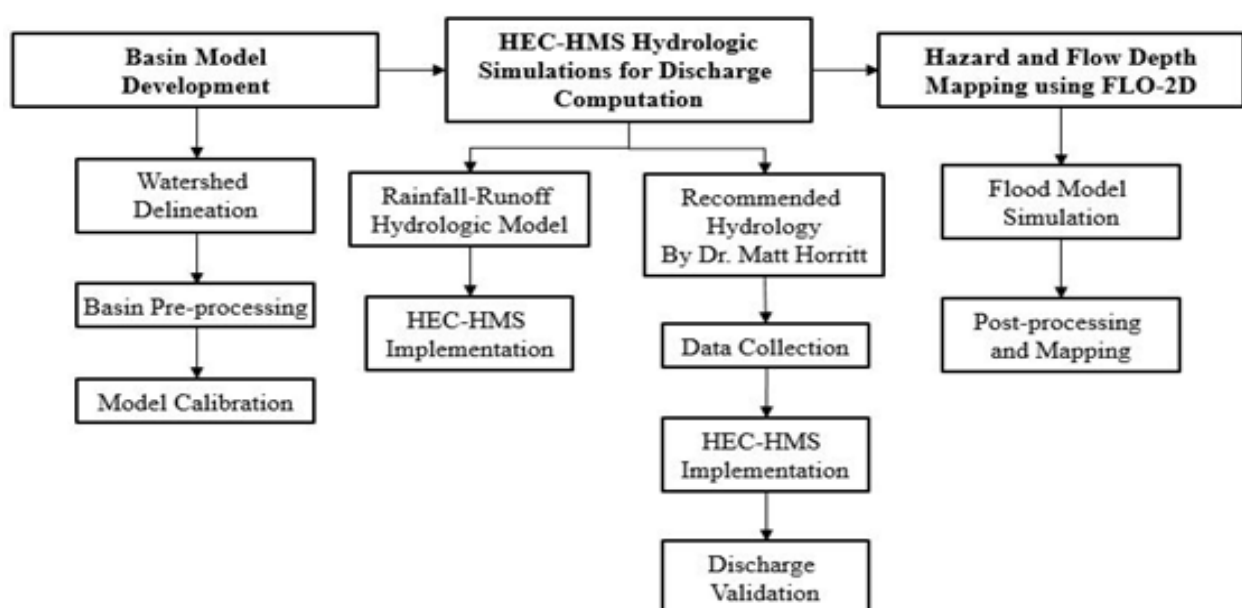 Basin Model
Development
HEC-HMS Hydrologic
Simulations for Discharge
Computation
Hazard and Flow Depth
Mapping using FLO-2D
Watershed
Delineation
Basin Pre-processing
Model Calibration
Rainfall-Runoff
Hydrologic Model
HEC-HMS
Implementation
Recommended
Hydrology
By Dr. Matt Horritt
Data Collection
HEC-HMS
Implementation
Discharge
Validation
Flood Model
Simulation
Post-processing
and Mapping